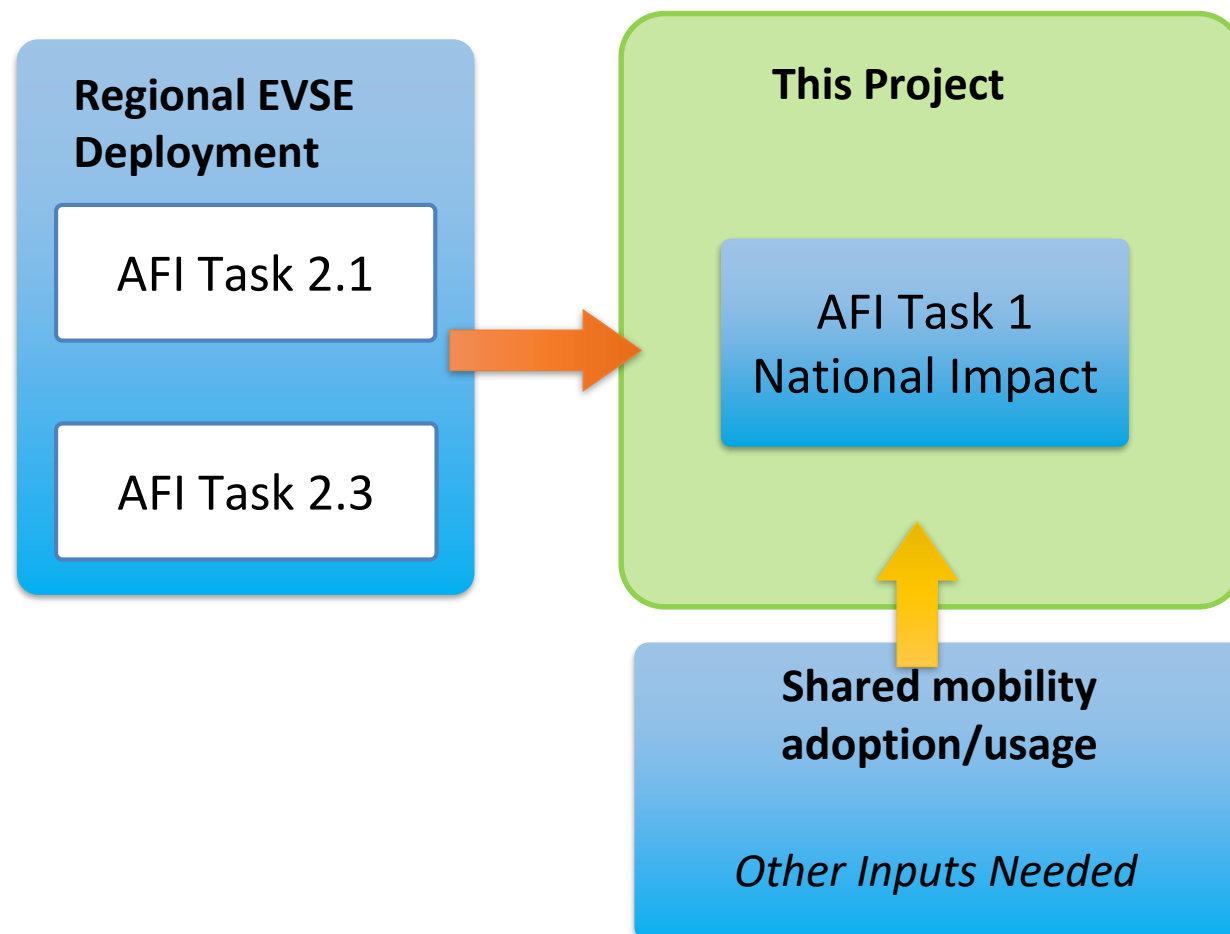 Regional EVSE
Deployment
AFI Task 2.1
AFI Task 2.3
This Project
AFI Task 1
National Impact
Shared mobility
adoption/usage
Other Inputs Needed